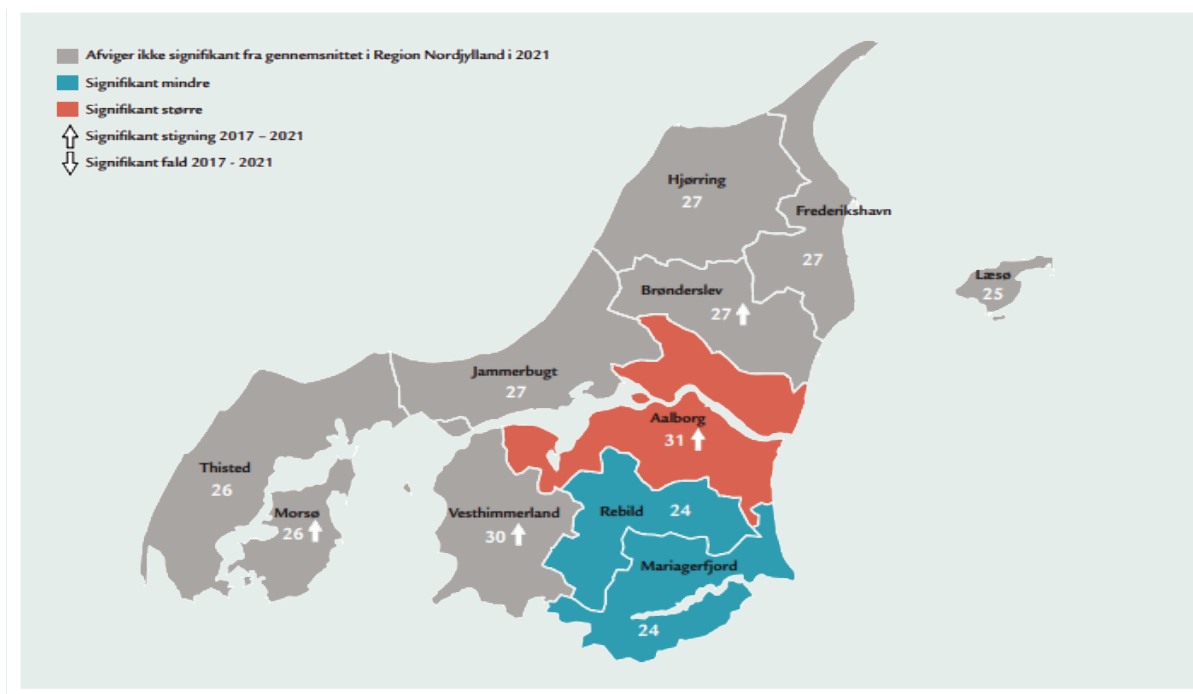 Afviger ikke signifikant fra gennemsnittet i Region Nordjylland i 2021
Signifikant mindre
Signifikant større
Signifikant stigning 2017 – 2021
Signifikant fald 2017 - 2021
Hjørring
27
Frederikshavn
27
Læsø
25
Brønderslev
27
Jammerbugt
27
Aalborg
31
Thisted
26
Morsø
26
Vesthimmerland
30
Rebild 24
Mariagerfjord
24